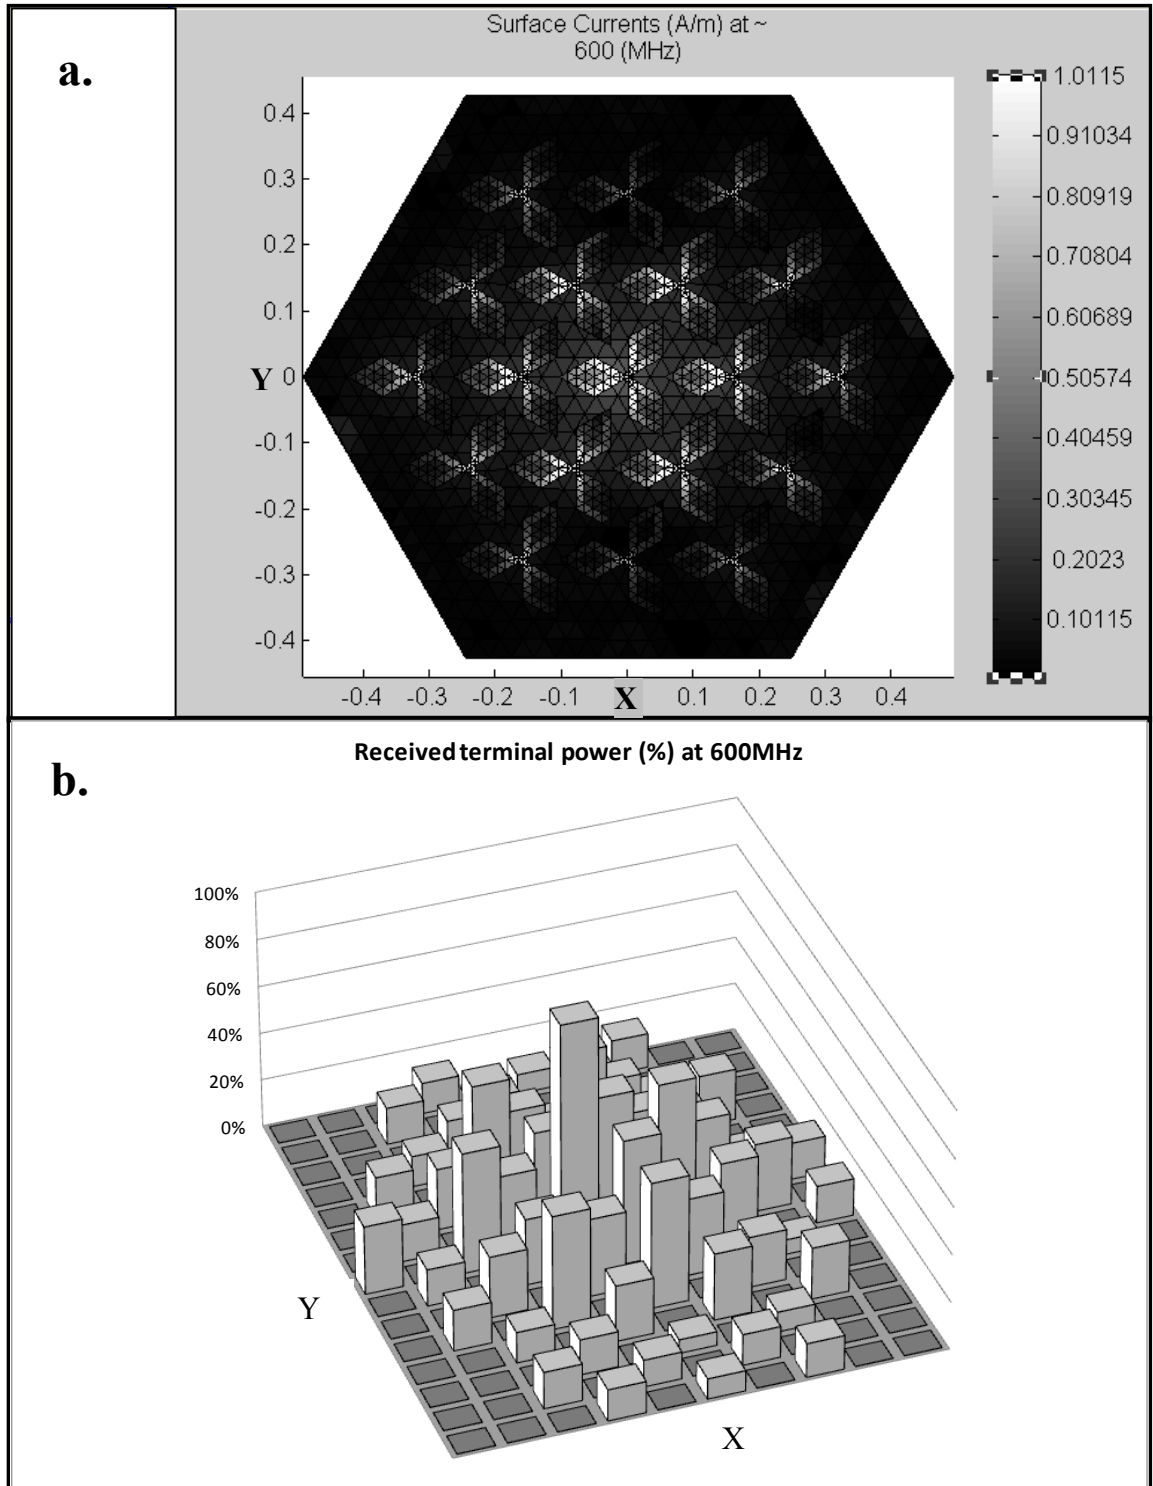 a.
Surface Currents (A/m) at ~
600 (MHz)
0.4
0.3
0.2
0.1
Y 0
-0.1
-0.2
-0.3
-0.4
-0.4 -0.3 -0.2 -0.1 X 0.1 0.2 0.3 0.4
1.0115
0.91034
0.80919
0.70804
0.60689
0.50574
0.40459
0.30345
0.2023
0.10115
b.
Received terminal power (%) at 600MHz
100%
80%
60%
40%
20%
0%
Y
X